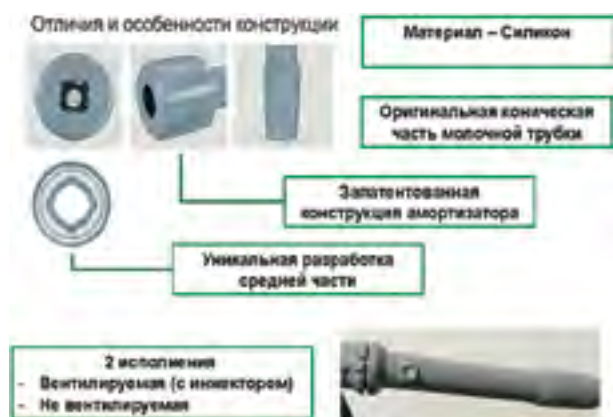 Отличия и особенности конструкции
Материал – Силикон
Оригинальная коническая
часть молочной трубки
Запатентованная
конструкция амортизатора
Уникальная разработка
средней части
2 исполнения
- Вентилируемая (с инжектором)
- Не вентилируемая